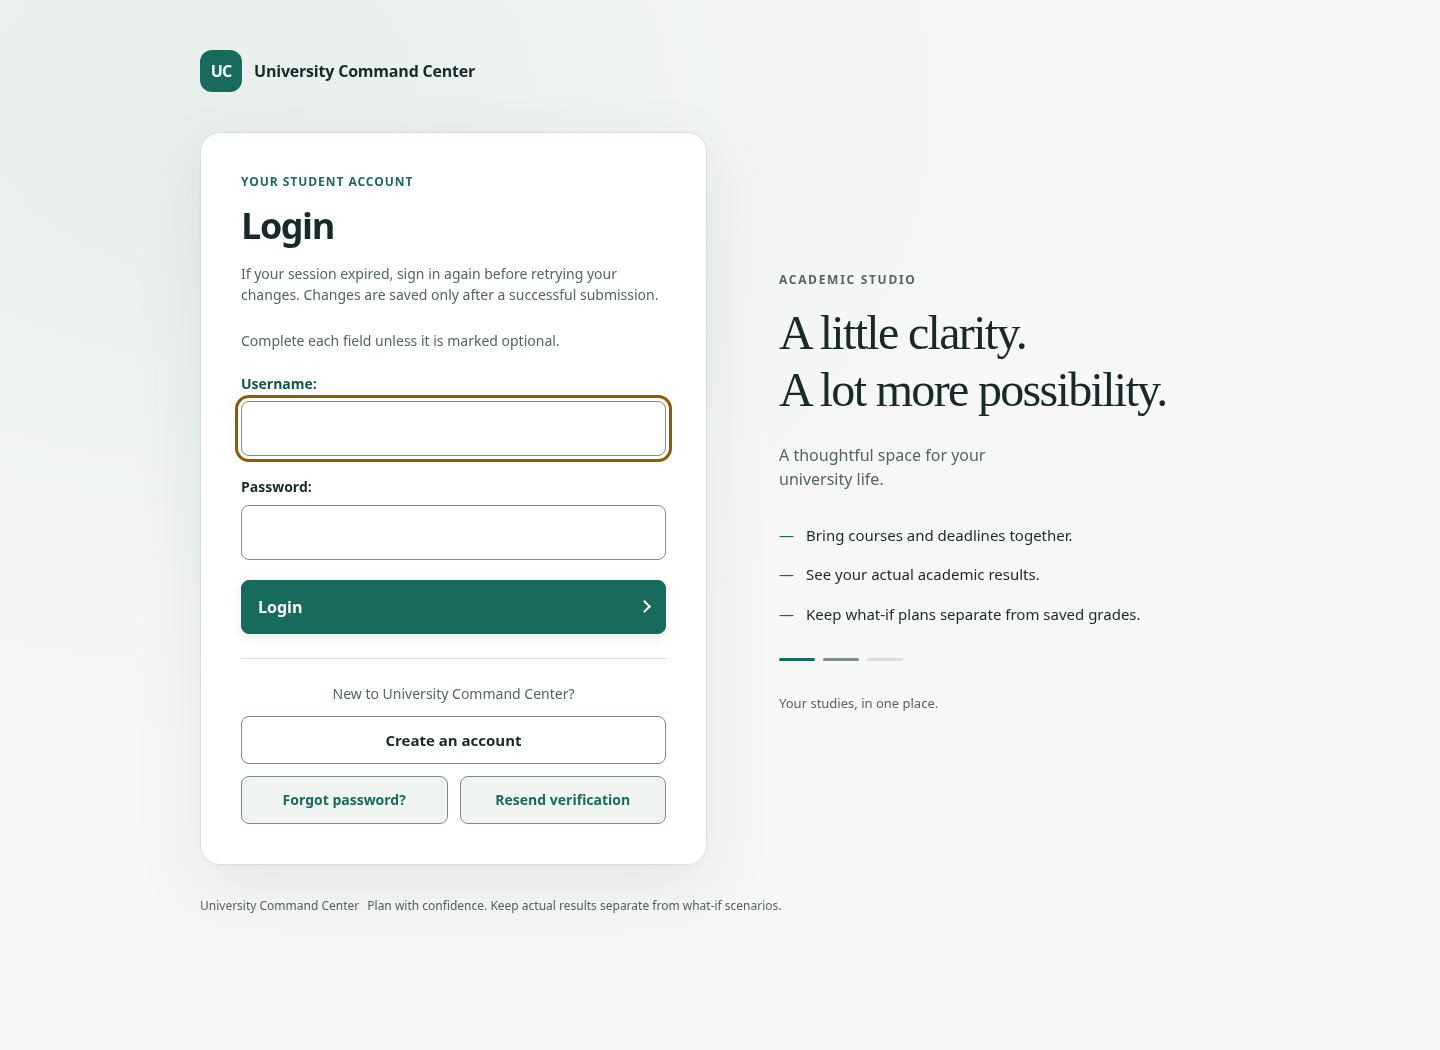 UC
University Command Center
YOUR STUDENT ACCOUNT
Login
If your session expired, sign in again before retrying your
changes. Changes are saved only after a successful submission.
Complete each field unless it is marked optional.
Username:
Password:
Login
New to University Command Center?
Create an account
Forgot password?
Resend verification
ACADEMIC STUDIO
A little clarity.
A lot more possibility.
A thoughtful space for your
university life.
— Bring courses and deadlines together.
— See your actual academic results.
— Keep what-if plans separate from saved grades.
Your studies, in one place.
University Command Center Plan with confidence. Keep actual results separate from what-if scenarios.